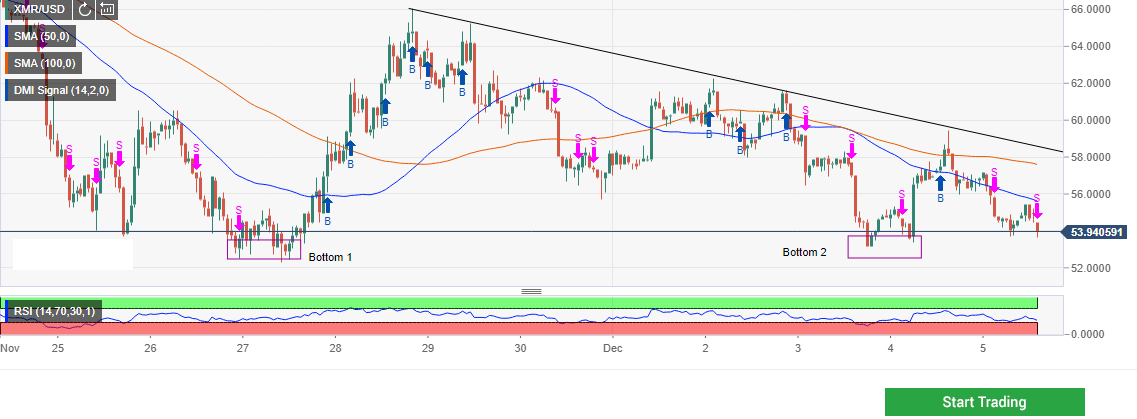 XMR/USD
SMA (50,0)
SMA (100,0)
DMI Signal (14,2,0)
66.0000
64.0000
62.0000
60.0000
58.0000
56.0000
53.940591
52.0000
S
S
S
S
S
S
B
B
B
B
B
B
B
S
S
S
B
B
B
S
S
S
B
S
S
Bottom 1
Bottom 2
RSI (14,70,30,1)
0.0000
Nov 25 26 27 28 29 30 Dec 2 3 4 5
Start Trading